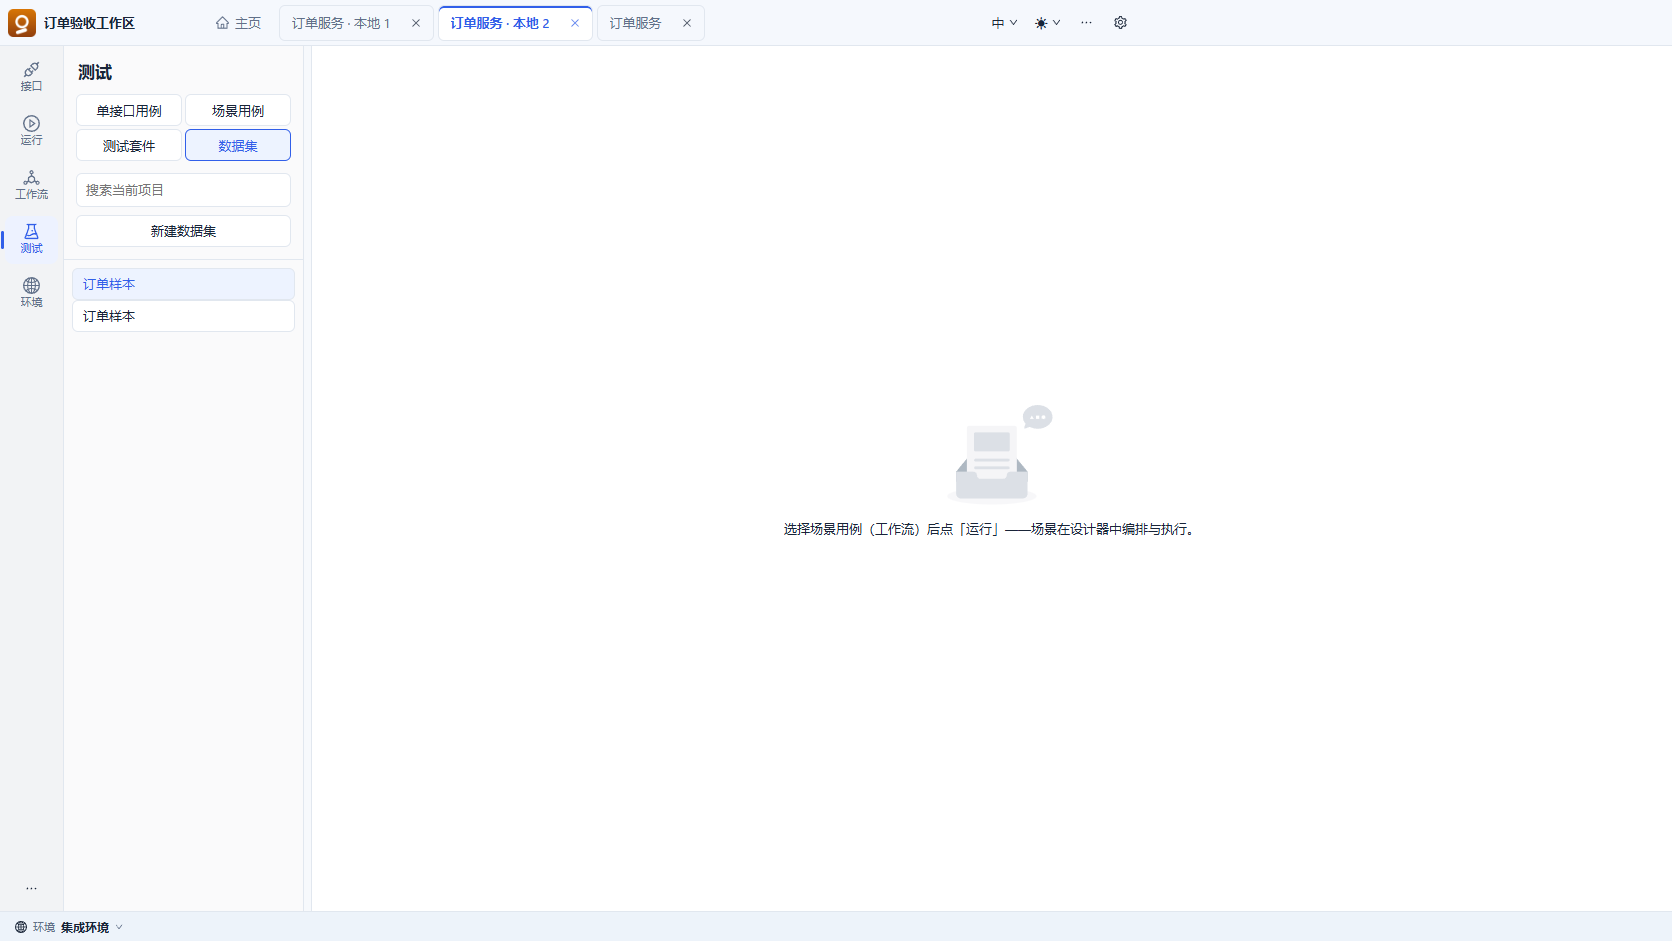 订单验收工作区
主页
订单服务 · 本地 1
订单服务 · 本地 2
订单服务
中
接口
运行
工作流
测试
环境
测试
单接口用例
场景用例
测试套件
数据集
搜索当前项目
新建数据集
订单样本
订单样本
选择场景用例（工作流）后点「运行」——场景在设计器中编排与执行。
环境 集成环境